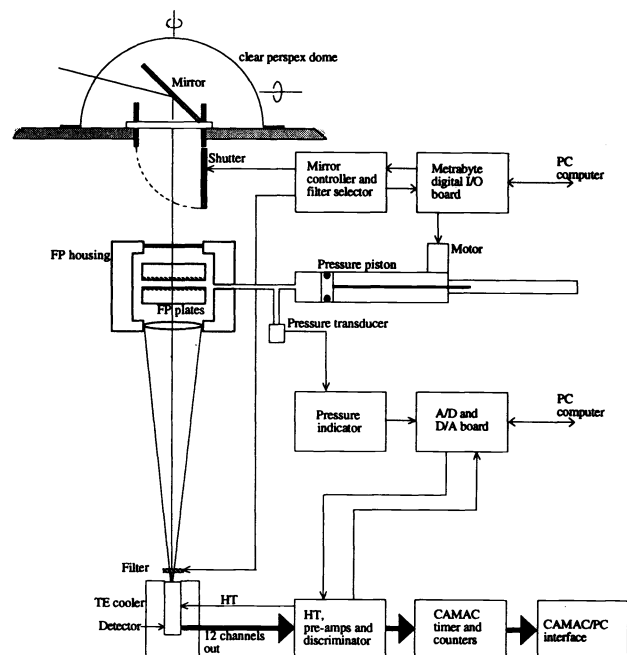 clear perspex dome
Mirror
Shutter
Mirror
controller and
filter selector
Metrabyte
digital I/O
board
PC
computer
FP housing
Motor
Pressure piston
FP plates
Pressure transducer
Pressure
indicator
A/D and
D/A board
PC
computer
Filter
TE cooler
HT
Detector
12 channels
out
HT,
pre-amps and
discriminator
CAMAC
timer and
counters
CAMAC/PC
interface